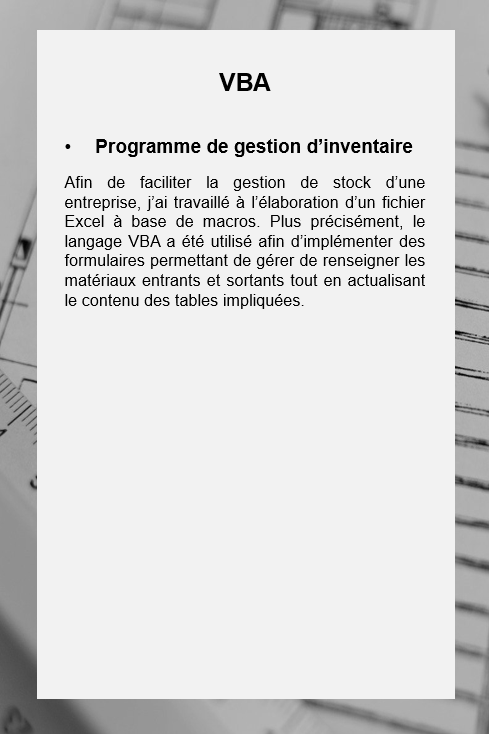 VBA
• Programme de gestion d’inventaire
Afin de faciliter la gestion de stock d’une
entreprise, j’ai travaillé à l’élaboration d’un fichier
Excel à base de macros. Plus précisément, le
langage VBA a été utilisé afin d’implémenter des
formulaires permettant de gérer de renseigner les
matériaux entrants et sortants tout en actualisant
le contenu des tables impliquées.